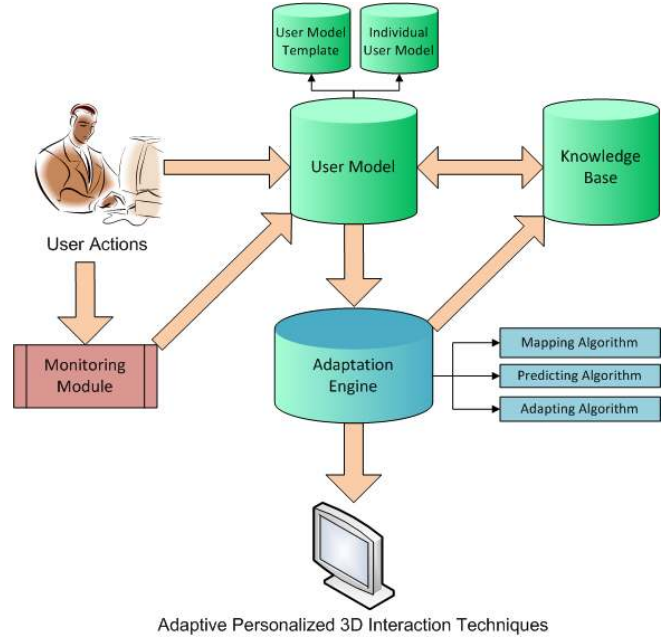 User Model
Template
Individual
User Model
User Model
Knowledge
Base
User Actions
Monitoring
Module
Adaptation
Engine
Mapping Algorithm
Predicting Algorithm
Adapting Algorithm
Adaptive Personalized 3D Interaction Techniques